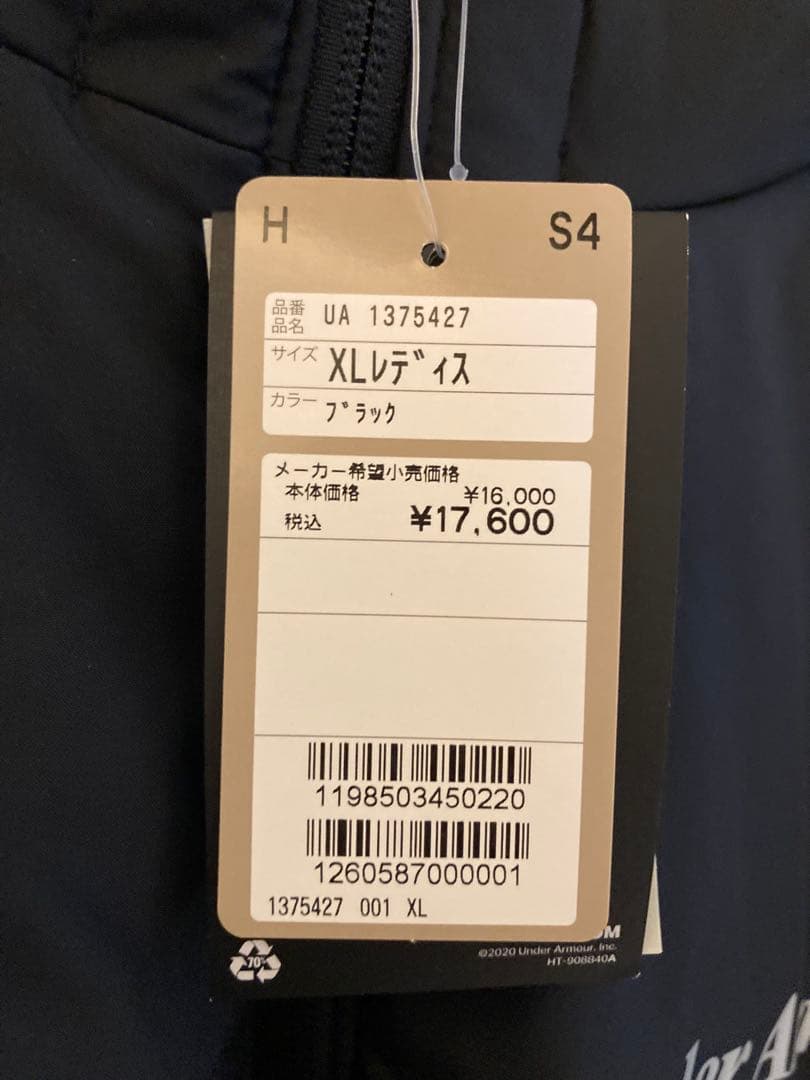 H S4
品番 品名 UA 1375427
サイズ XLレディス
カラー ブラック
メーカー希望小売価格
本体価格 ¥16,000
税込 ¥17,600
1198503450220
1260587000001
1375427 001 XL
©2020 Under Armour, Inc.
HT-908840A
70%